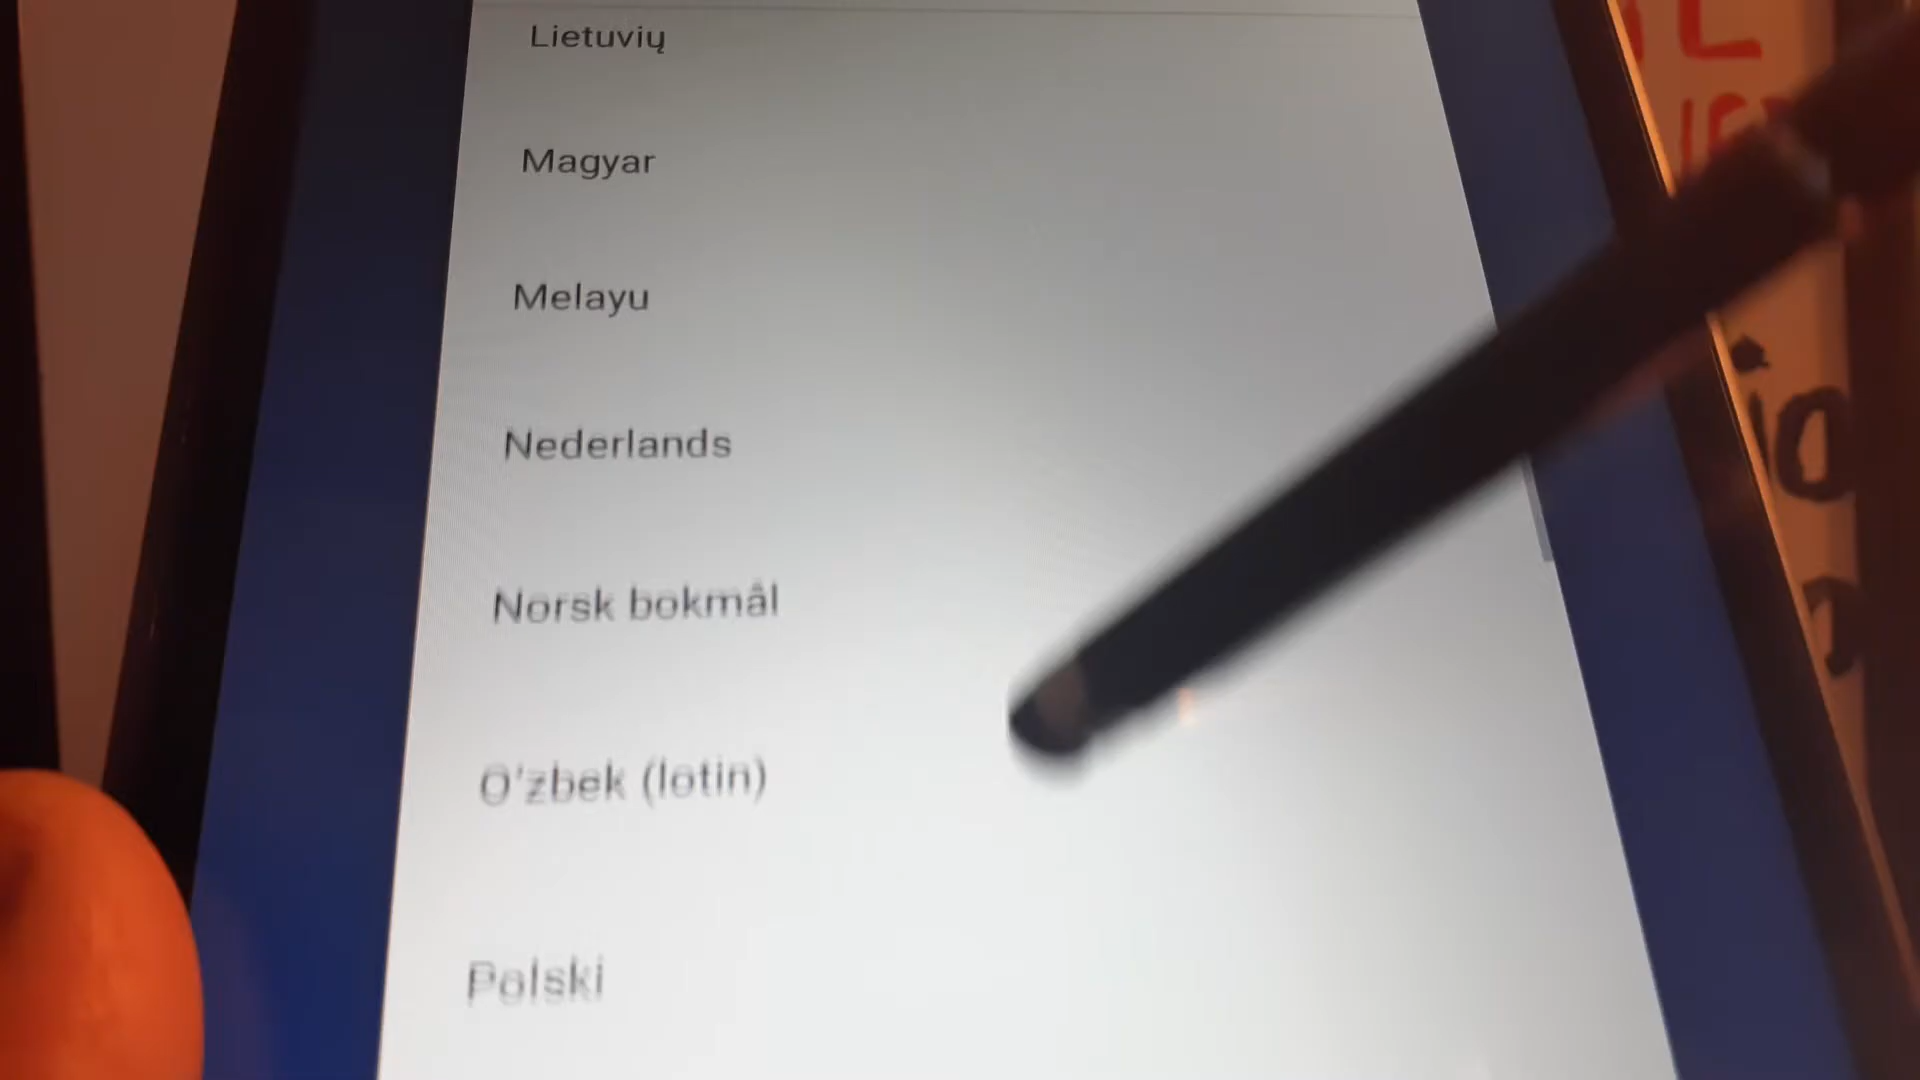 Lietuvių
Magyar
Melayu
Nederlands
Norsk bokmål
O'zbek (lotin)
Polski